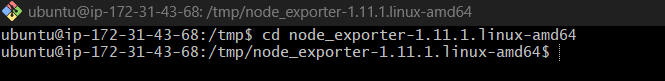 ubuntu@ip-172-31-43-68: /tmp/node_exporter-1.11.1.linux-amd64
ubuntu@ip-172-31-43-68:/tmp$ cd node_exporter-1.11.1.linux-amd64
ubuntu@ip-172-31-43-68:/tmp/node_exporter-1.11.1.linux-amd64$